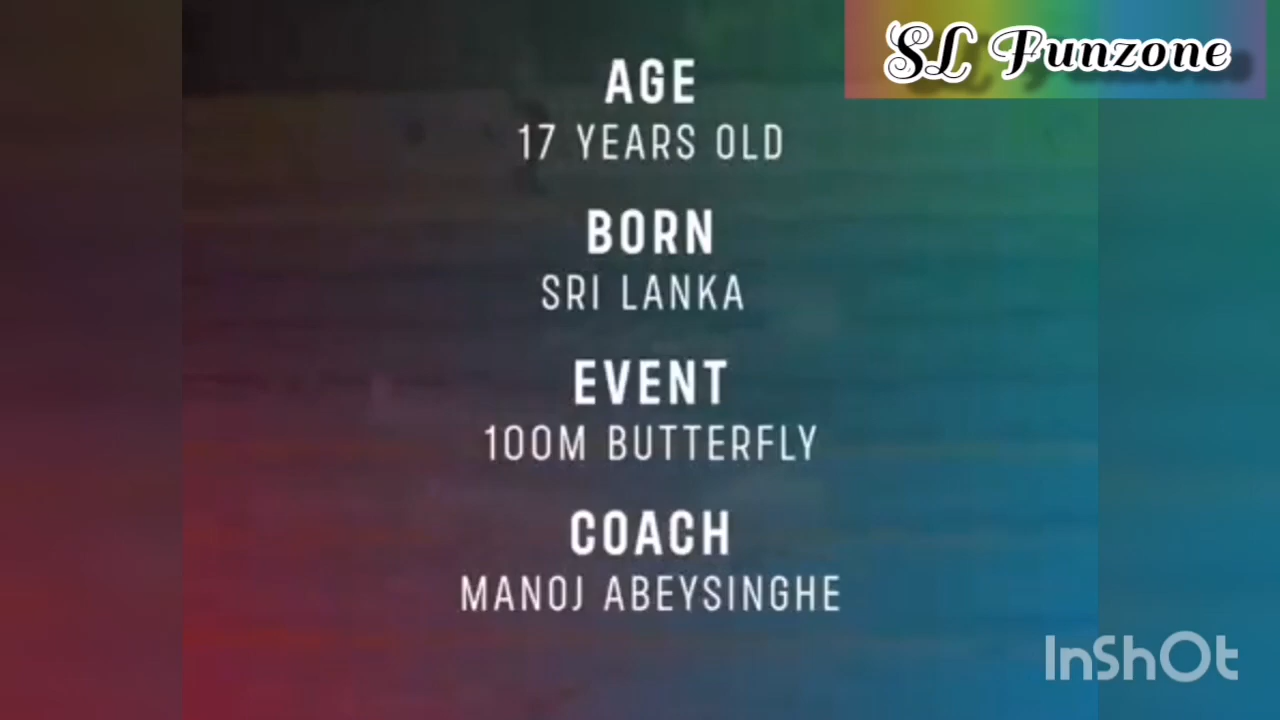 SL Funzone
AGE
17 YEARS OLD
BORN
SRI LANKA
EVENT
100M BUTTERFLY
COACH
MANOJ ABEYSINGHE
InShOt